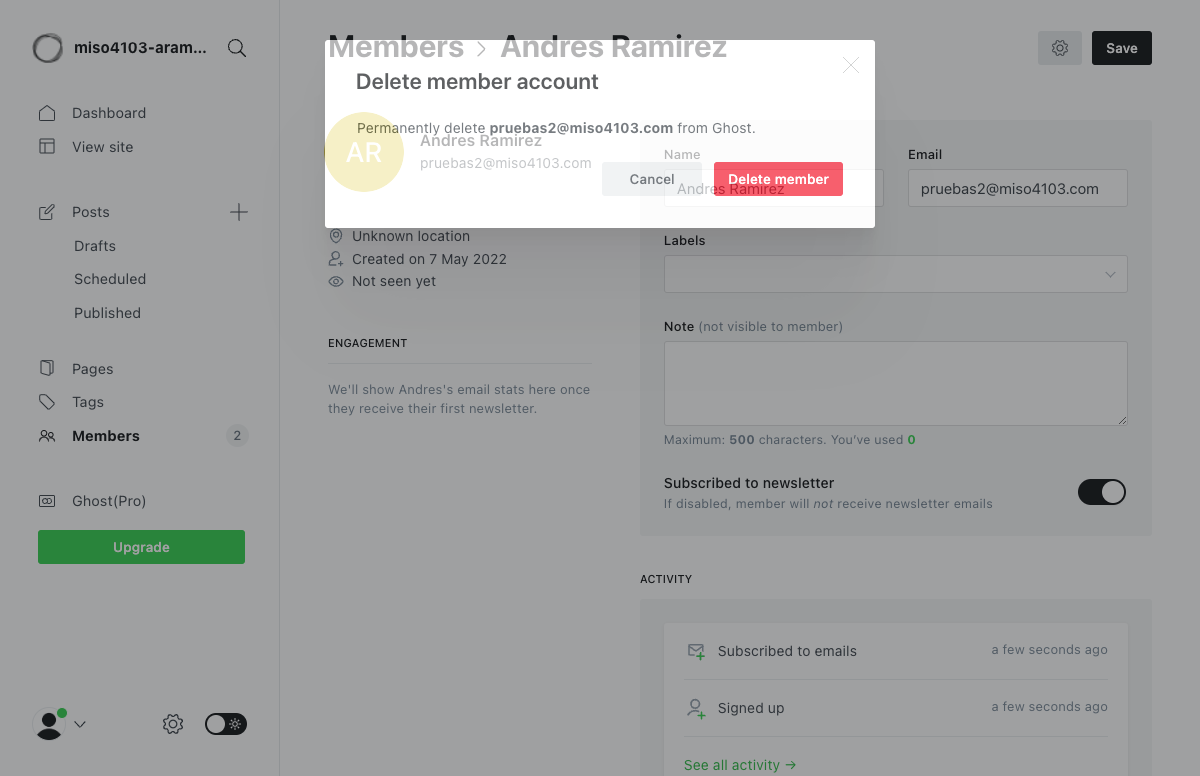 miso4103-aram...
Dashboard
View site
Posts
Drafts
Scheduled
Published
Pages
Tags
Members 2
Ghost(Pro)
Upgrade
Members > Andres Ramirez
Save
Delete member account
Permanently delete pruebas2@miso4103.com from Ghost.
Cancel
Delete member
AR
Andres Ramirez
pruebas2@miso4103.com
Unknown location
Created on 7 May 2022
Not seen yet
ENGAGEMENT
We'll show Andres's email stats here once
they receive their first newsletter.
Name
Andres Ramirez
Email
pruebas2@miso4103.com
Labels
Note (not visible to member)
Maximum: 500 characters. You've used 0
Subscribed to newsletter
If disabled, member will not receive newsletter emails
ACTIVITY
Subscribed to emails a few seconds ago
Signed up a few seconds ago
See all activity →